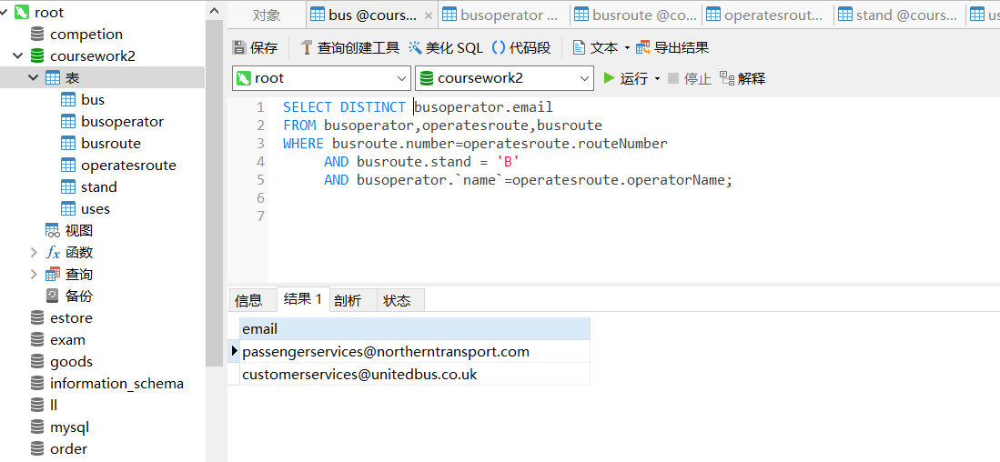 root
competion
coursework2
表
bus
busoperator
busroute
operatesroute
stand
uses
视图
fx 函数
查询
备份
estore
exam
goods
information_schema
ll
mysql
order
对象 bus @cours... × busoperator ... busroute @co... operatesrout... stand @cours... us
保存 查询创建工具 美化 SQL () 代码段 文本 导出结果
root coursework2 运行 停止 解释
1 SELECT DISTINCT busoperator.email
2 FROM busoperator,operatesroute,busroute
3 WHERE busroute.number=operatesroute.routeNumber
4 AND busroute.stand = 'B'
5 AND busoperator.`name`=operatesroute.operatorName;
6
7
信息 结果 1 剖析 状态
email
passengerservices@northerntransport.com
customerservices@unitedbus.co.uk